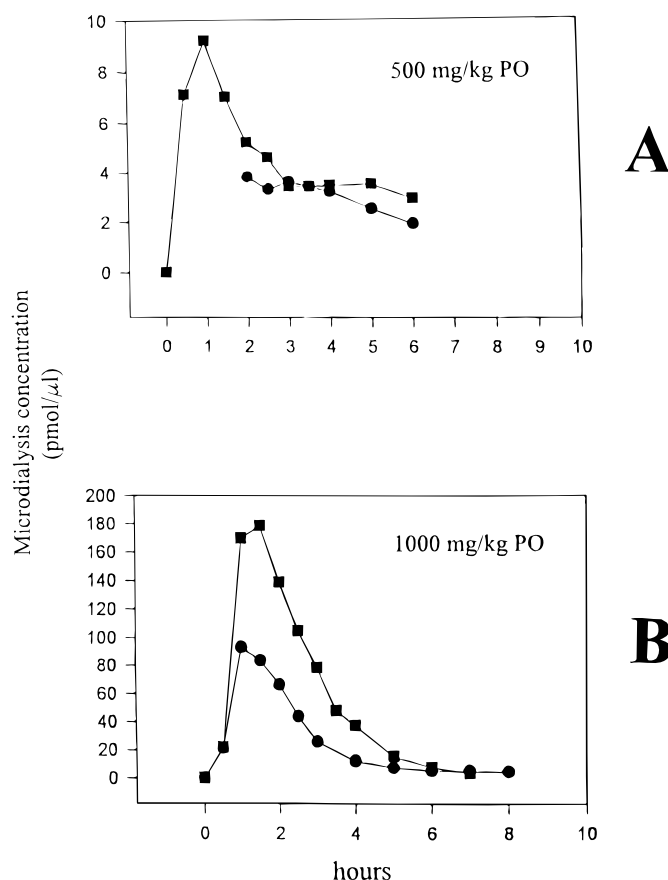 10
8
6
4
2
0
500 mg/kg PO
A
0 1 2 3 4 5 6 7 8 9 10
Microdialysis concentration
(pmol/µl)
200
180
160
140
120
100
80
60
40
20
0
1000 mg/kg PO
B
0 2 4 6 8 10
hours